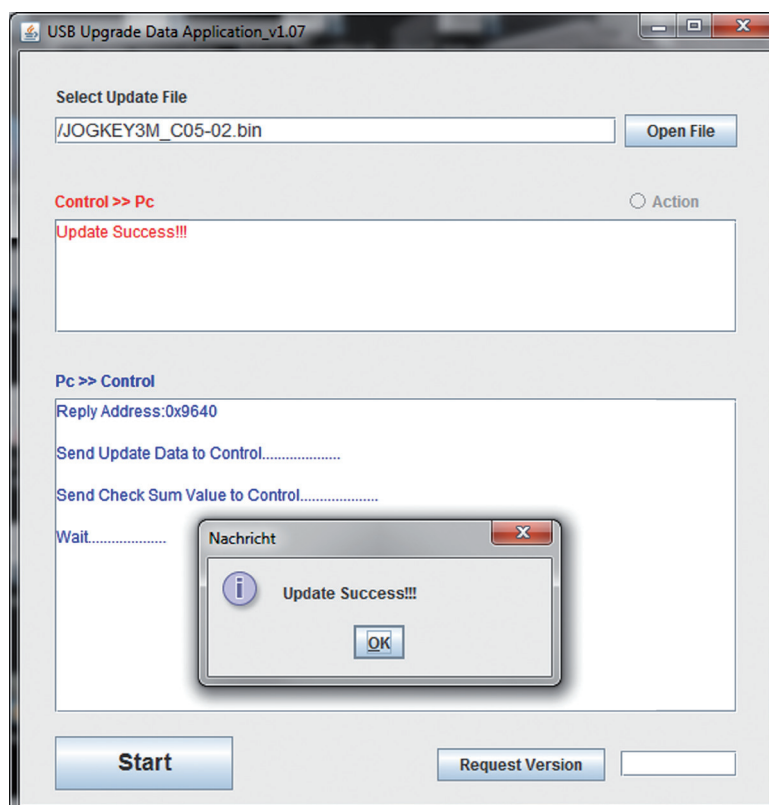 USB Upgrade Data Application_v1.07
Select Update File
/JOGKEY3M_C05-02.bin
Open File
Control >> Pc
Action
Update Success!!!
Pc >> Control
Reply Address:0x9640
Send Update Data to Control....................
Send Check Sum Value to Control....................
Wait....................
Nachricht
Update Success!!!
OK
Start
Request Version